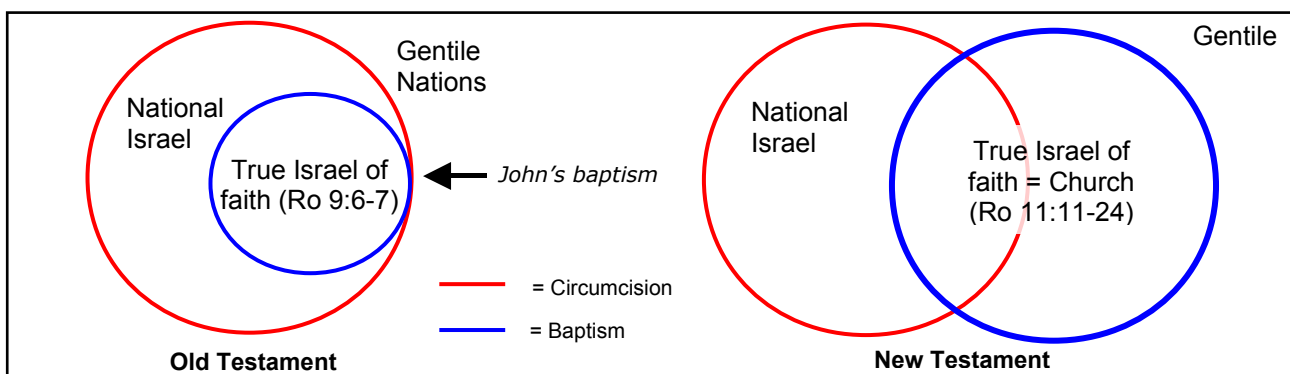 Gentile
Nations
National
Israel
True Israel of
faith (Ro 9:6-7)
John's baptism
= Circumcision
= Baptism
Old Testament
Gentile
National
Israel
True Israel of
faith = Church
(Ro 11:11-24)
New Testament